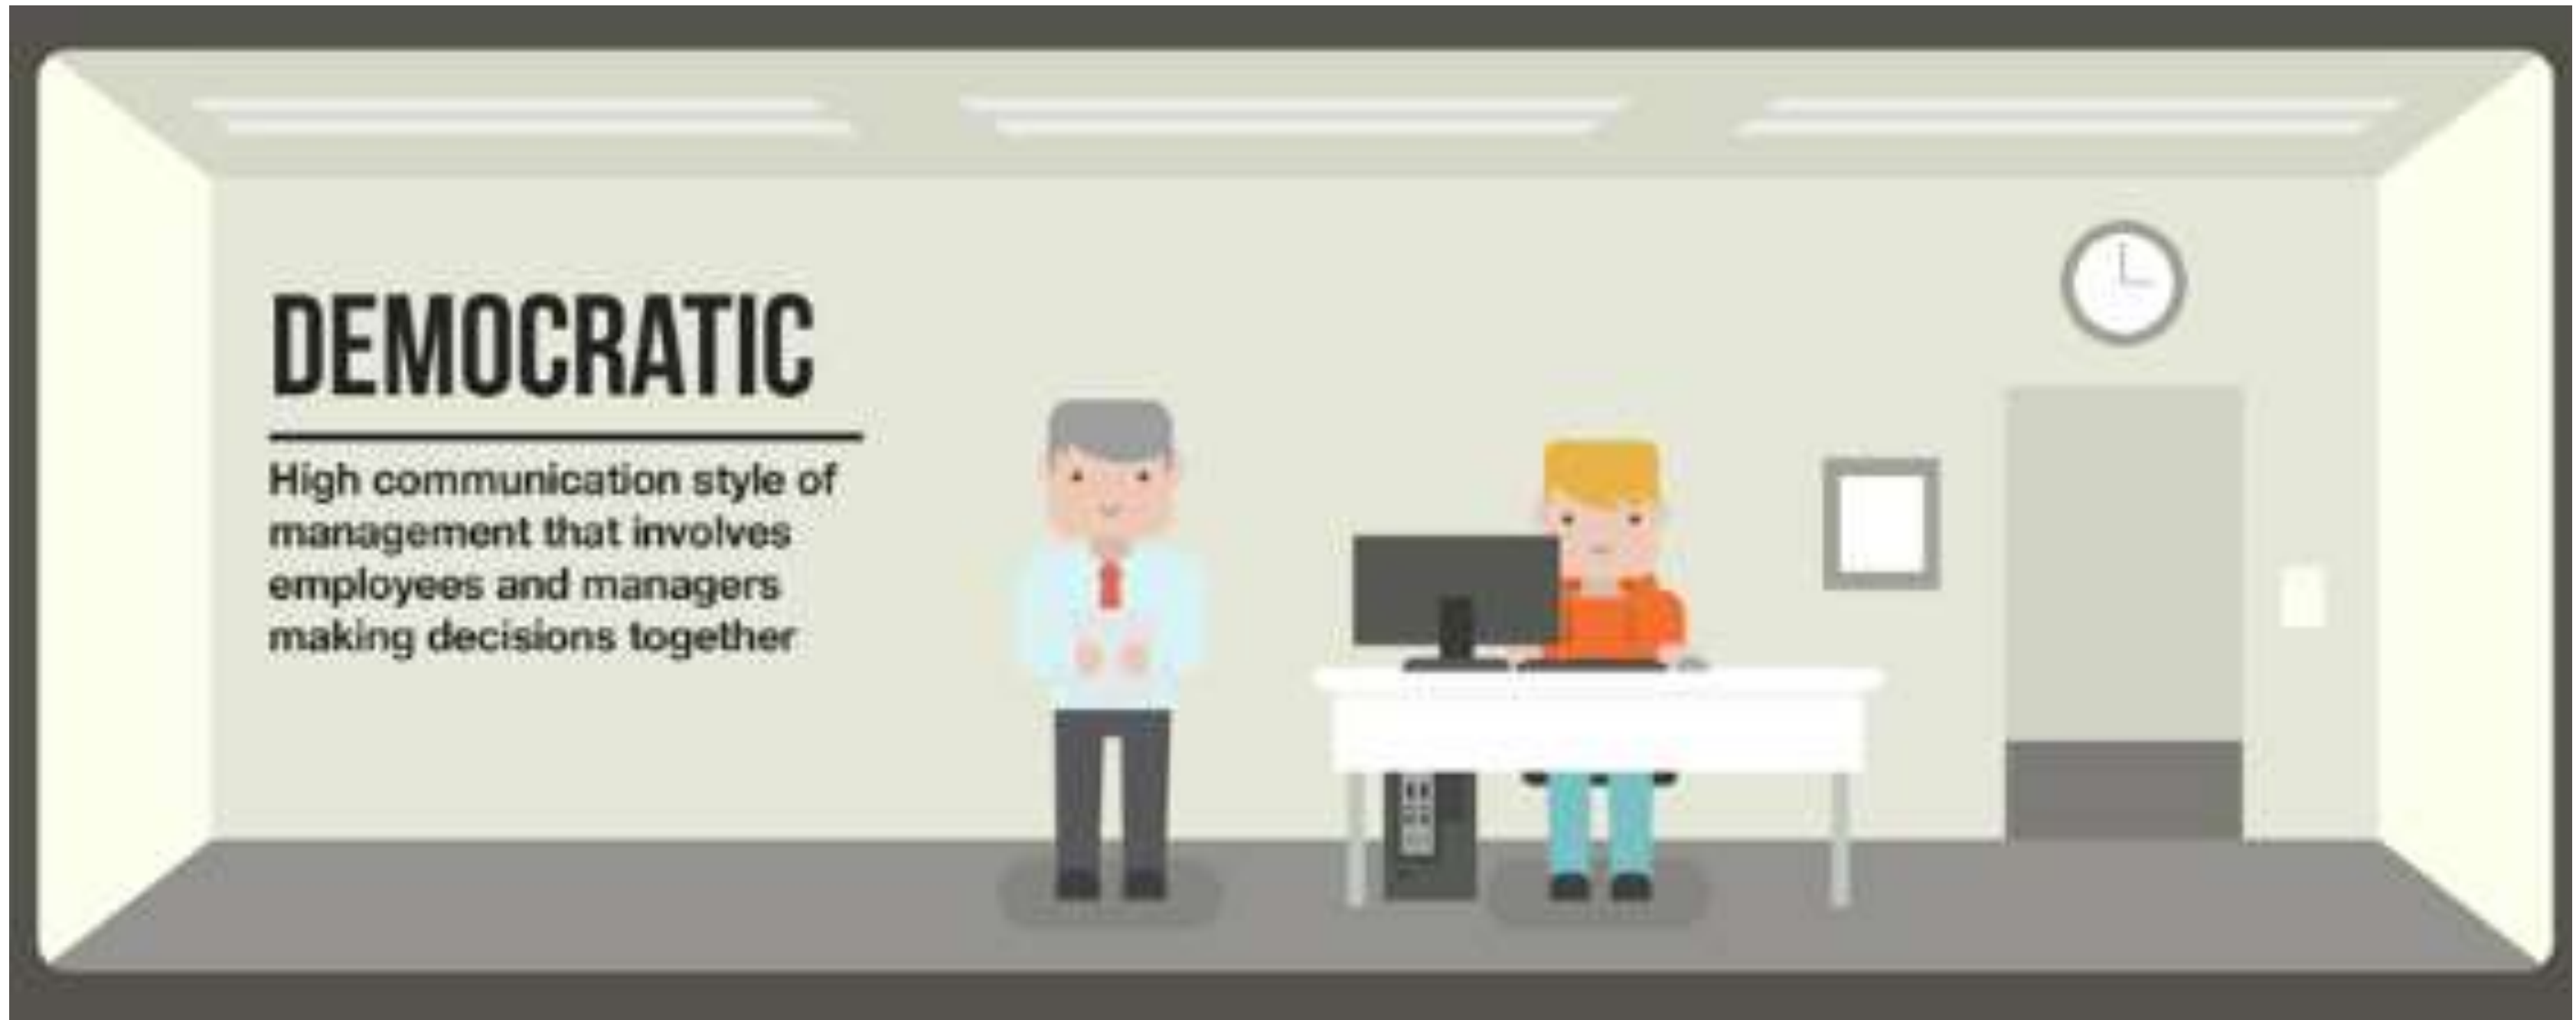 DEMOCRATIC
High communication style of
management that involves
employees and managers
making decisions together